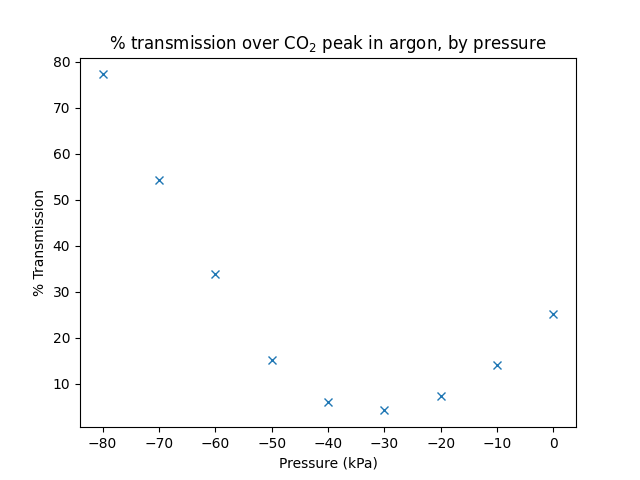 % transmission over CO₂ peak in argon, by pressure
80
70
60
50
40
30
20
10
% Transmission
−80 −70 −60 −50 −40 −30 −20 −10 0
Pressure (kPa)